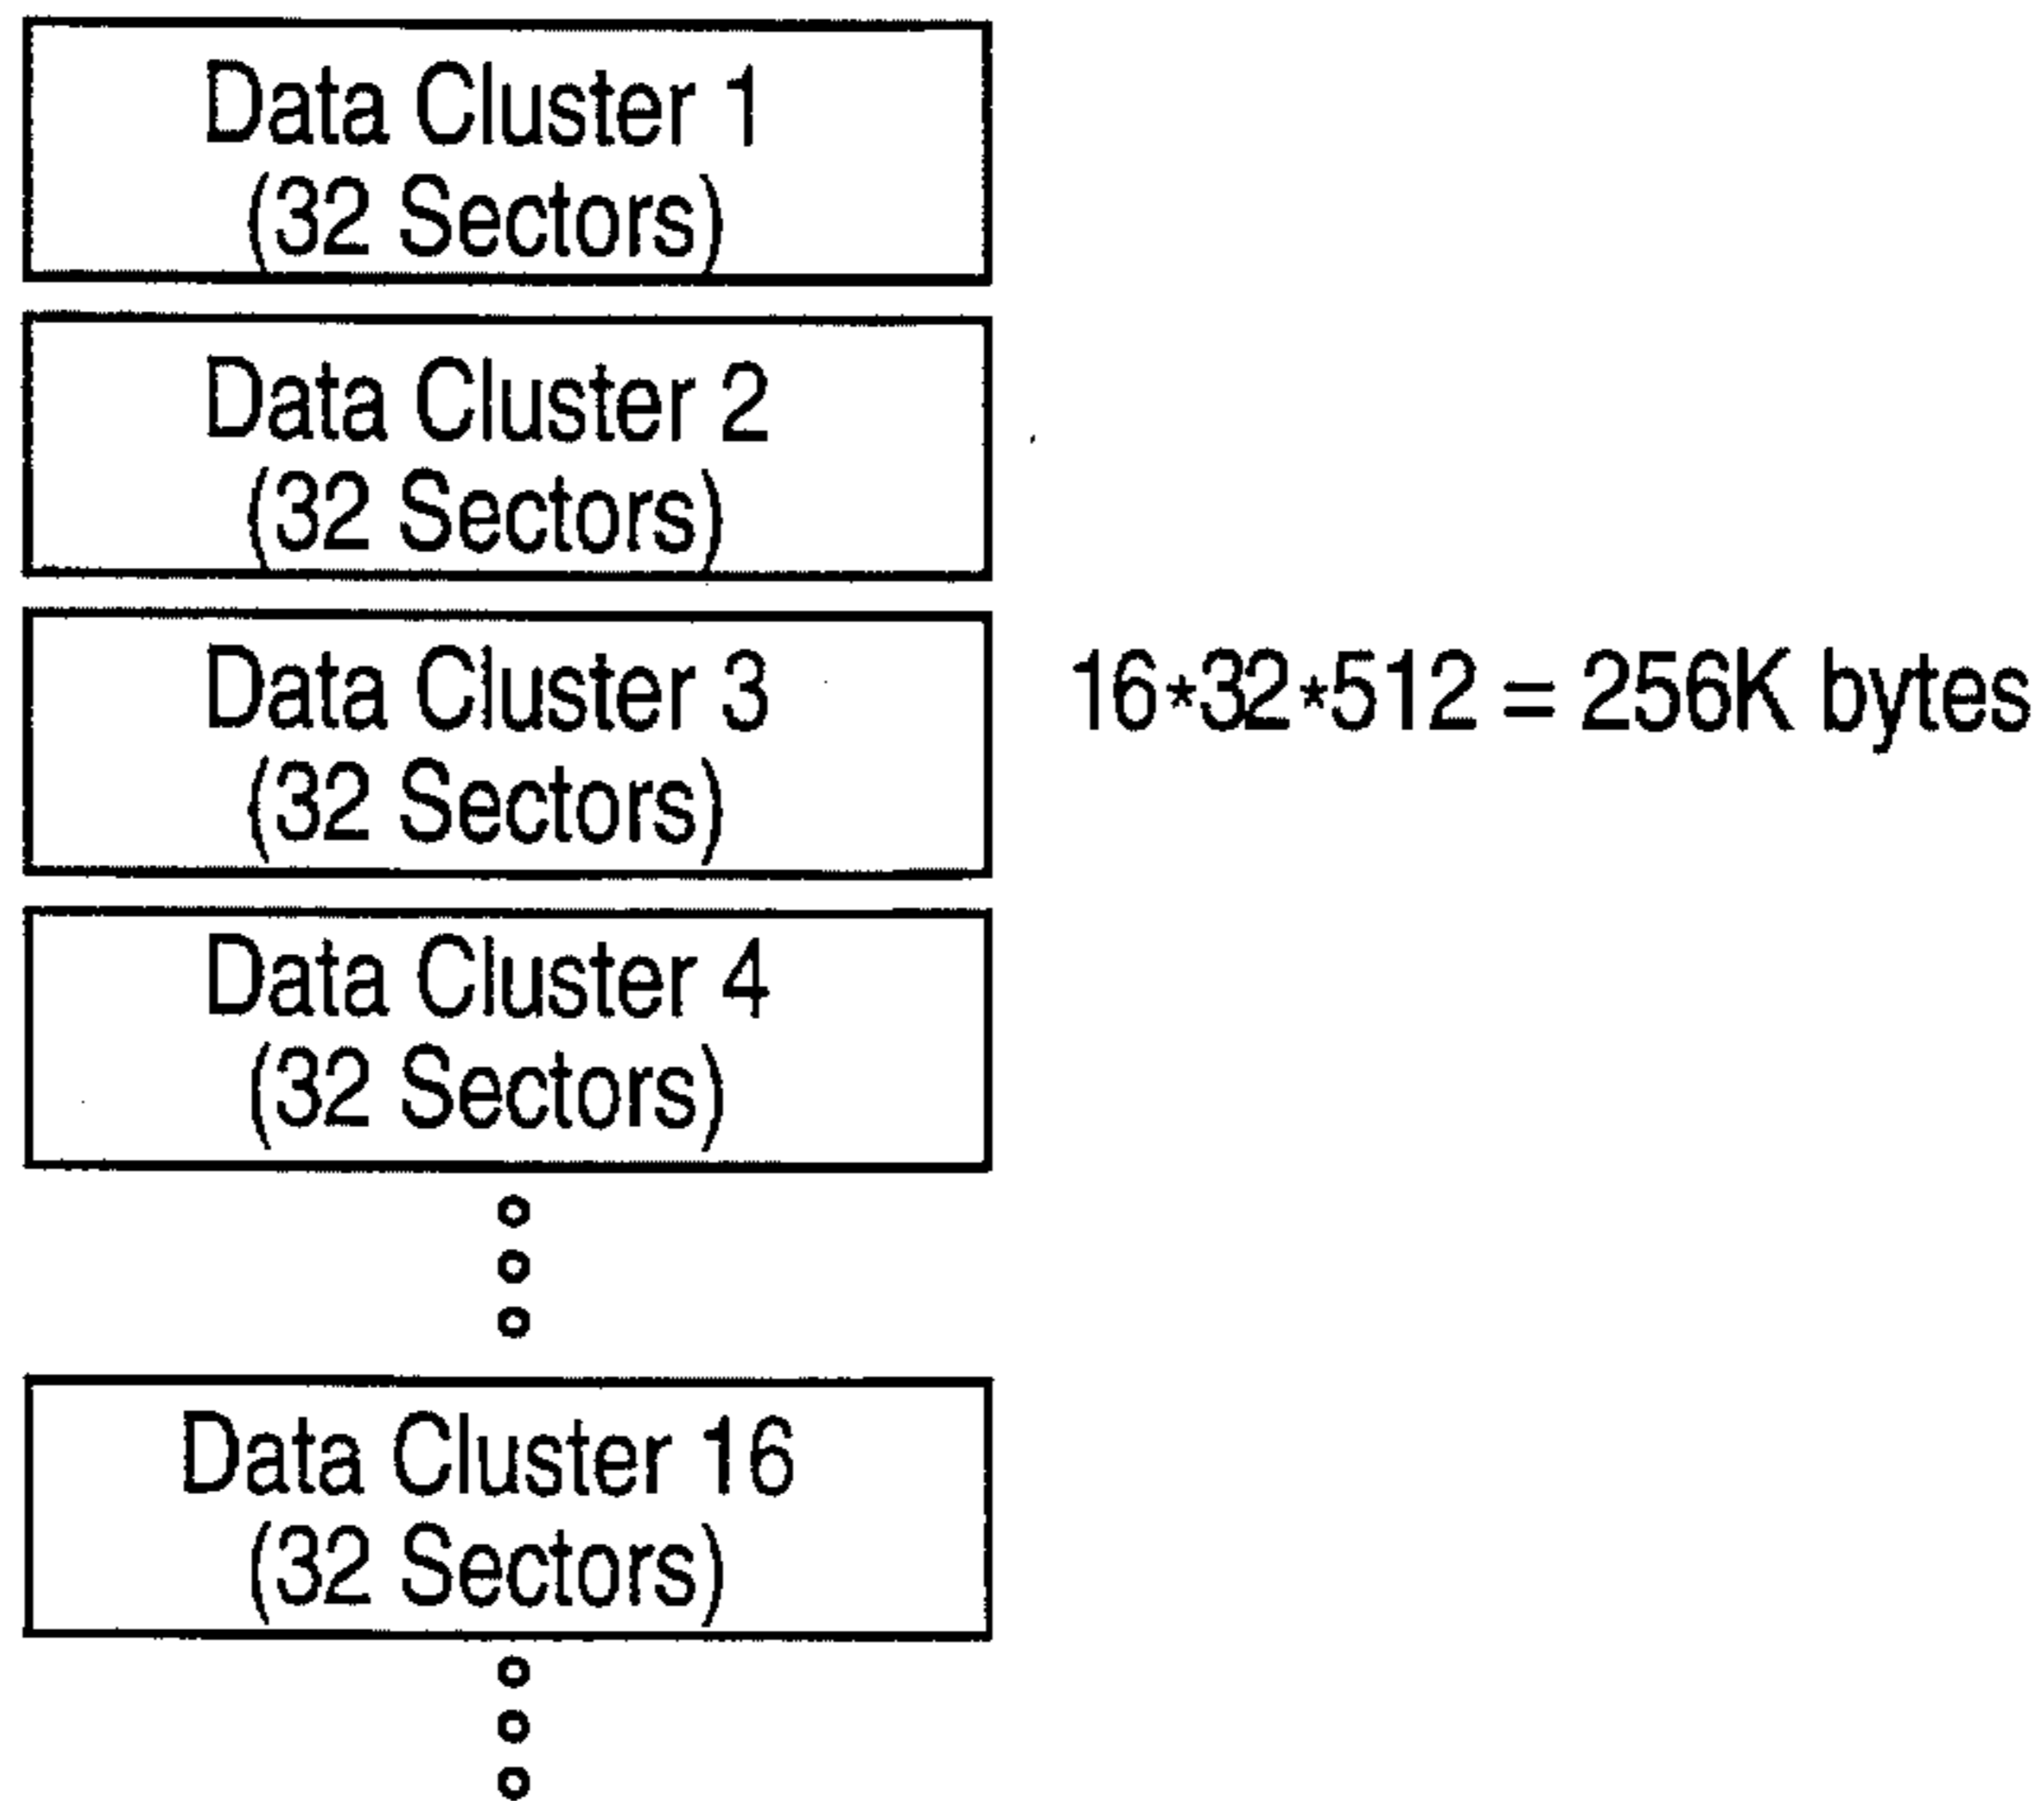 Data Cluster 1
(32 Sectors)
Data Cluster 2
(32 Sectors)
Data Cluster 3
(32 Sectors)
16*32*512 = 256K bytes
Data Cluster 4
(32 Sectors)
Data Cluster 16
(32 Sectors)